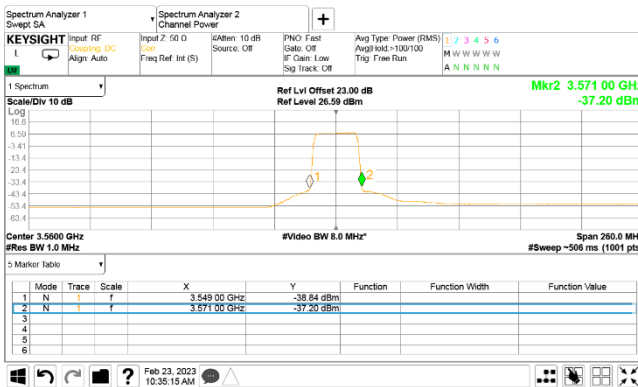 Spectrum Analyzer 1
Swept SA
Spectrum Analyzer 2
Channel Power
+
KEYSIGHT
L
Input: RF
Coupling: DC
Align: Auto
Input Z: 50 Ω
Corr
Freq Ref: Int (S)
#Atten: 10 dB
Source: Off
PNO: Fast
Gate: Off
IF Gain: Low
Sig Track: Off
Avg Type: Power (RMS)
Avg|Hold:>100/100
Trig: Free Run
1 2 3 4 5 6
M W W W W W
A N N N N N
1 Spectrum
Scale/Div 10 dB
Log
Ref Lvl Offset 23.00 dB
Ref Level 26.59 dBm
Mkr2 3.571 00 GHz
-37.20 dBm
16.6
6.59
-3.41
-13.4
-23.4
-33.4
-43.4
-53.4
-63.4
1
2
Center 3.5600 GHz
#Res BW 1.0 MHz
#Video BW 8.0 MHz*
Span 260.0 MH
#Sweep ~506 ms (1001 pts
5 Marker Table
Mode Trace Scale X Y Function Function Width Function Value
1 N 1 f 3.549 00 GHz -38.84 dBm
2 N 1 f 3.571 00 GHz -37.20 dBm
3
4
5
6
?
Feb 23, 2023
10:35:15 AM